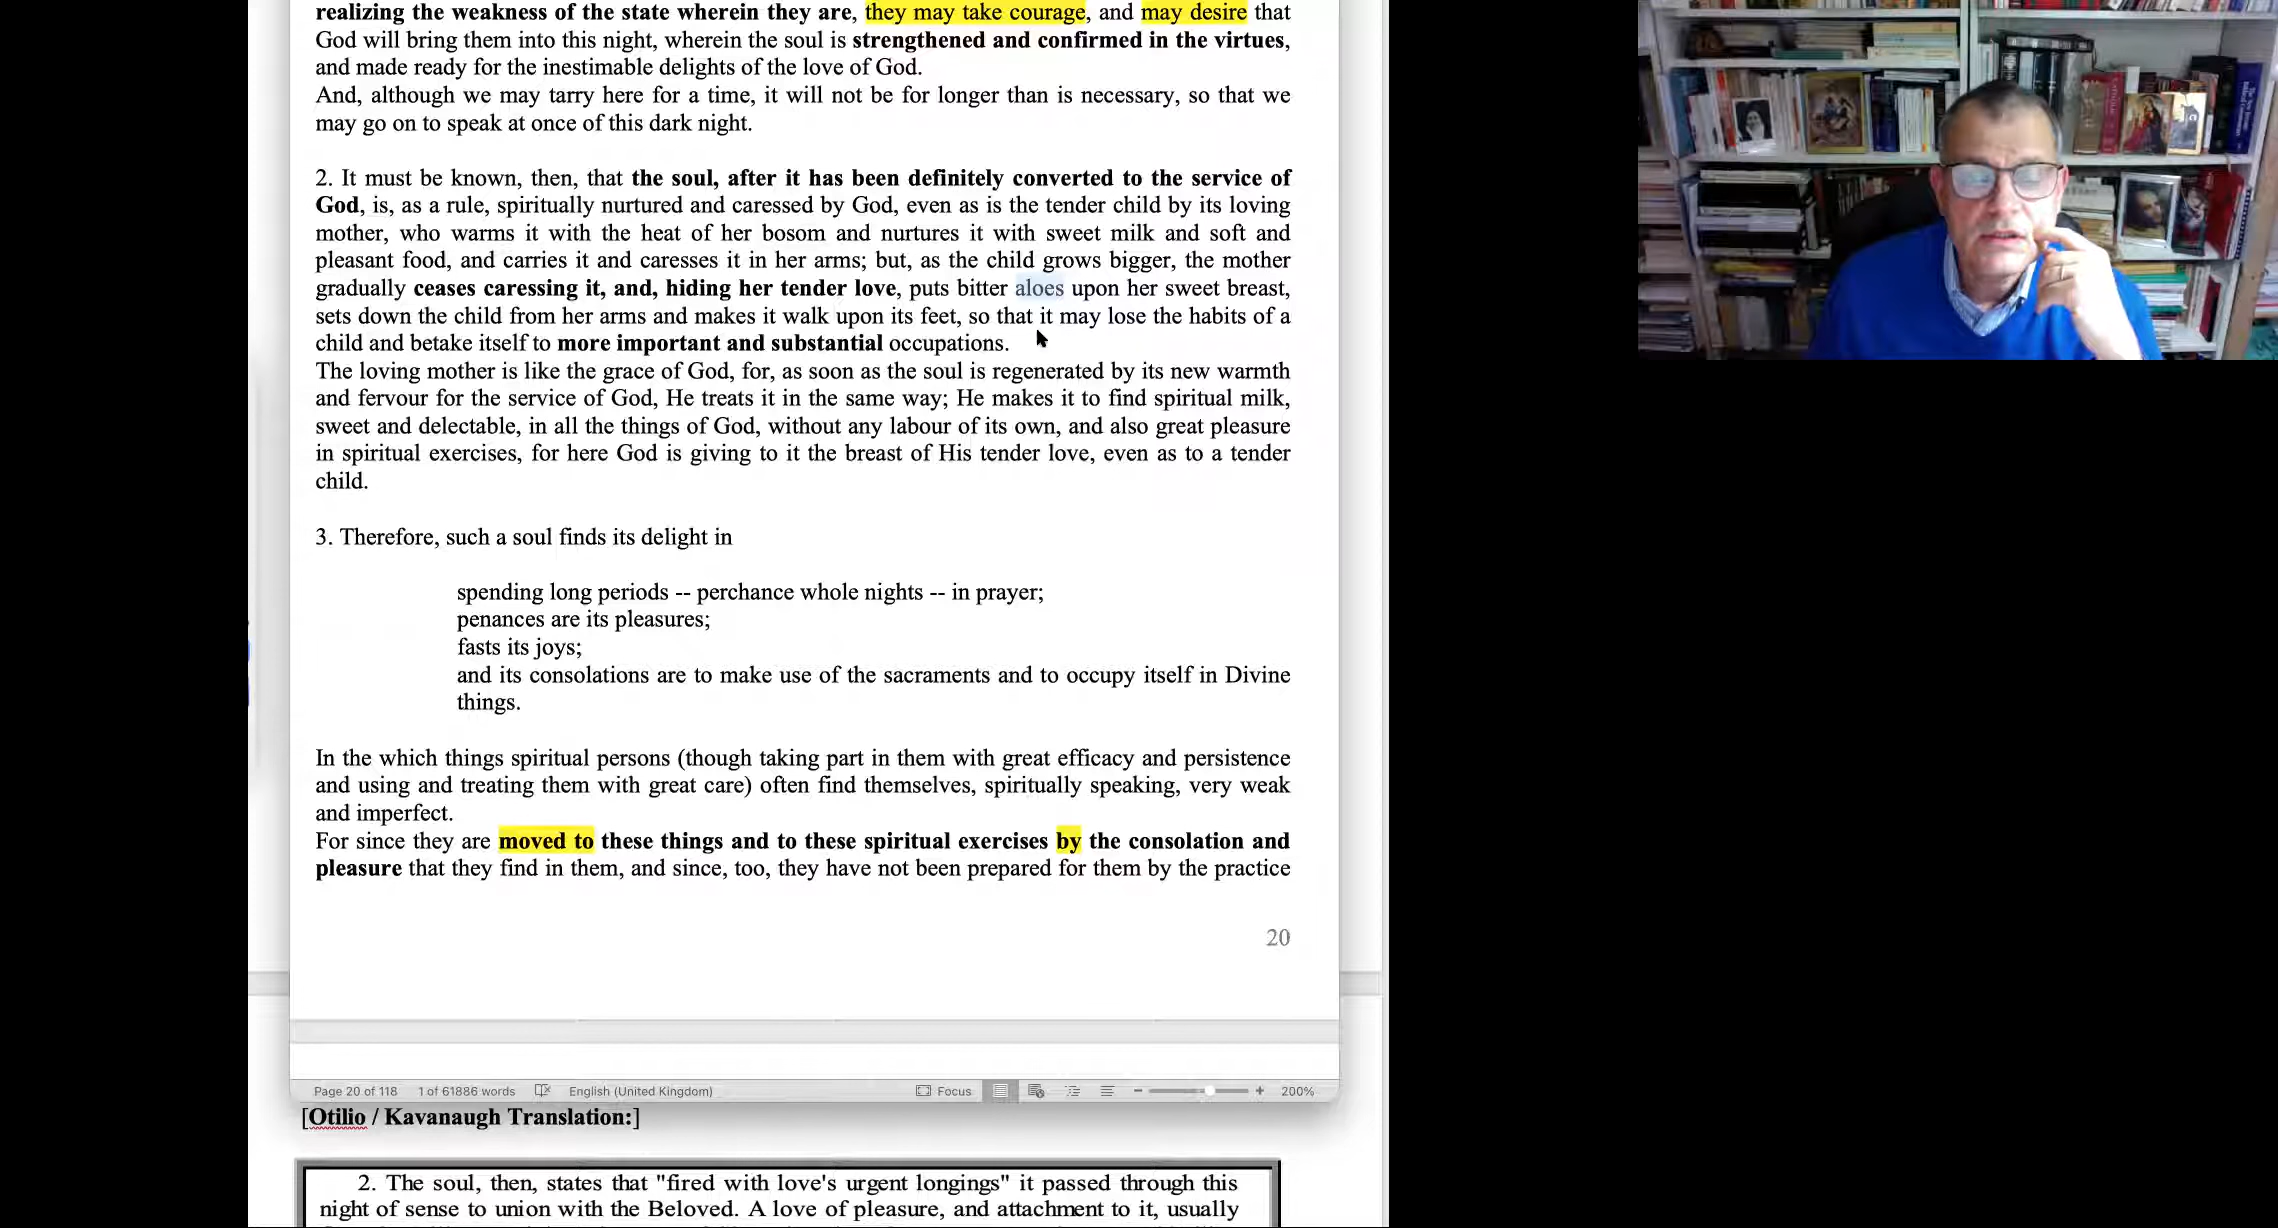 realizing the weakness of the state wherein they are, they may take courage, and may desire that
God will bring them into this night, wherein the soul is strengthened and confirmed in the virtues,
and made ready for the inestimable delights of the love of God.
And, although we may tarry here for a time, it will not be for longer than is necessary, so that we
may go on to speak at once of this dark night.
2. It must be known, then, that the soul, after it has been definitely converted to the service of
God, is, as a rule, spiritually nurtured and caressed by God, even as is the tender child by its loving
mother, who warms it with the heat of her bosom and nurtures it with sweet milk and soft and
pleasant food, and carries it and caresses it in her arms; but, as the child grows bigger, the mother
gradually ceases caressing it, and, hiding her tender love, puts bitter aloes upon her sweet breast,
sets down the child from her arms and makes it walk upon its feet, so that it may lose the habits of a
child and betake itself to more important and substantial occupations.
The loving mother is like the grace of God, for, as soon as the soul is regenerated by its new warmth
and fervour for the service of God, He treats it in the same way; He makes it to find spiritual milk,
sweet and delectable, in all the things of God, without any labour of its own, and also great pleasure
in spiritual exercises, for here God is giving to it the breast of His tender love, even as to a tender
child.
3. Therefore, such a soul finds its delight in
spending long periods -- perchance whole nights -- in prayer;
penances are its pleasures;
fasts its joys;
and its consolations are to make use of the sacraments and to occupy itself in Divine
things.
In the which things spiritual persons (though taking part in them with great efficacy and persistence
and using and treating them with great care) often find themselves, spiritually speaking, very weak
and imperfect.
For since they are moved to these things and to these spiritual exercises by the consolation and
pleasure that they find in them, and since, too, they have not been prepared for them by the practice
20
Page 20 of 118 1 of 61886 words English (United Kingdom) Focus 200%
[Otilio / Kavanaugh Translation:]
2. The soul, then, states that "fired with love's urgent longings" it passed through this
night of sense to union with the Beloved. A love of pleasure, and attachment to it, usually